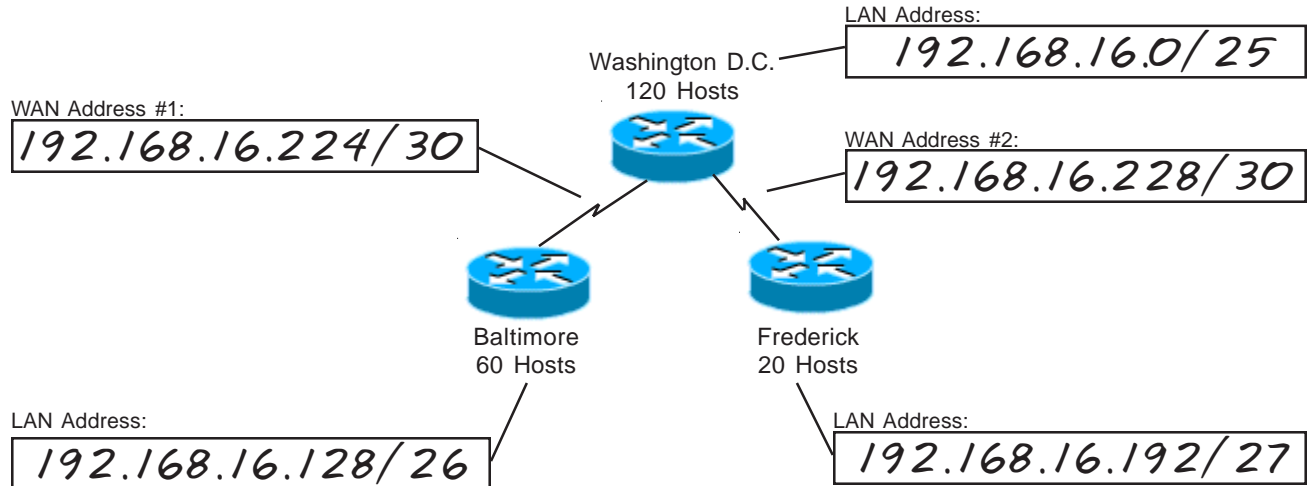 LAN Address:
192.168.16.0/25
Washington D.C.
120 Hosts
WAN Address #1:
192.168.16.224/30
WAN Address #2:
192.168.16.228/30
Baltimore
60 Hosts
Frederick
20 Hosts
LAN Address:
192.168.16.128/26
LAN Address:
192.168.16.192/27